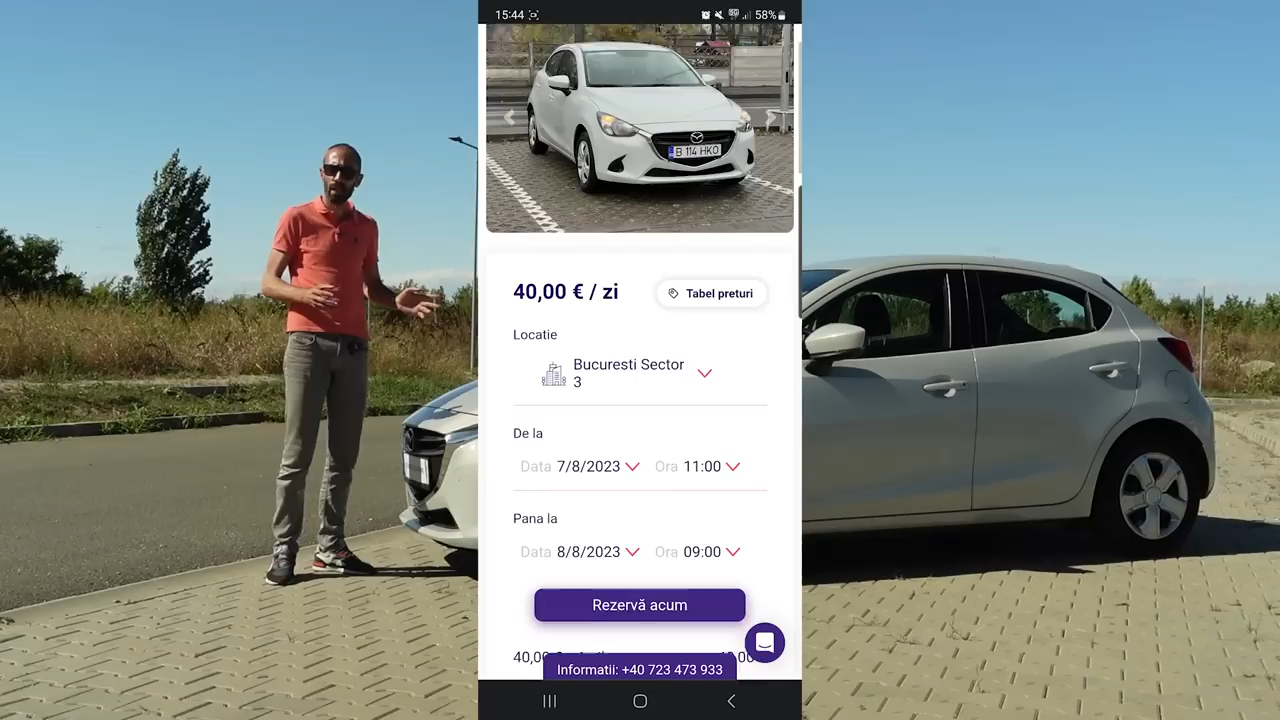 15:44
5G
58%
B 114 HKO
40,00 € / zi
Tabel preturi
Locatie
Bucuresti Sector
3
De la
Data 7/8/2023 Ora 11:00
Pana la
Data 8/8/2023 Ora 09:00
Rezervă acum
Informatii: +40 723 473 933